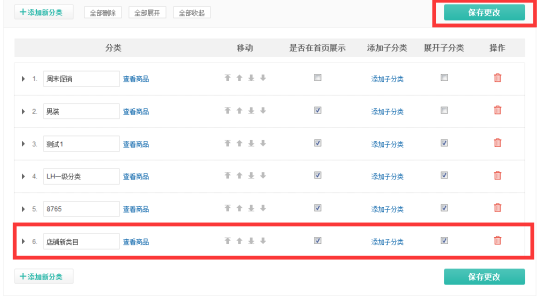 +添加新分类 全部删除 全部展开 全部收起 保存更改
分类 移动 是否在首页展示 添加子分类 展开子分类 操作
1. 周末促销 查看商品 添加子分类
2. 男装 查看商品 添加子分类
3. 测试1 查看商品 添加子分类
4. LH一级分类 查看商品 添加子分类
5. 8765 查看商品 添加子分类
6. 店铺新类目 查看商品 添加子分类
+添加新分类 保存更改